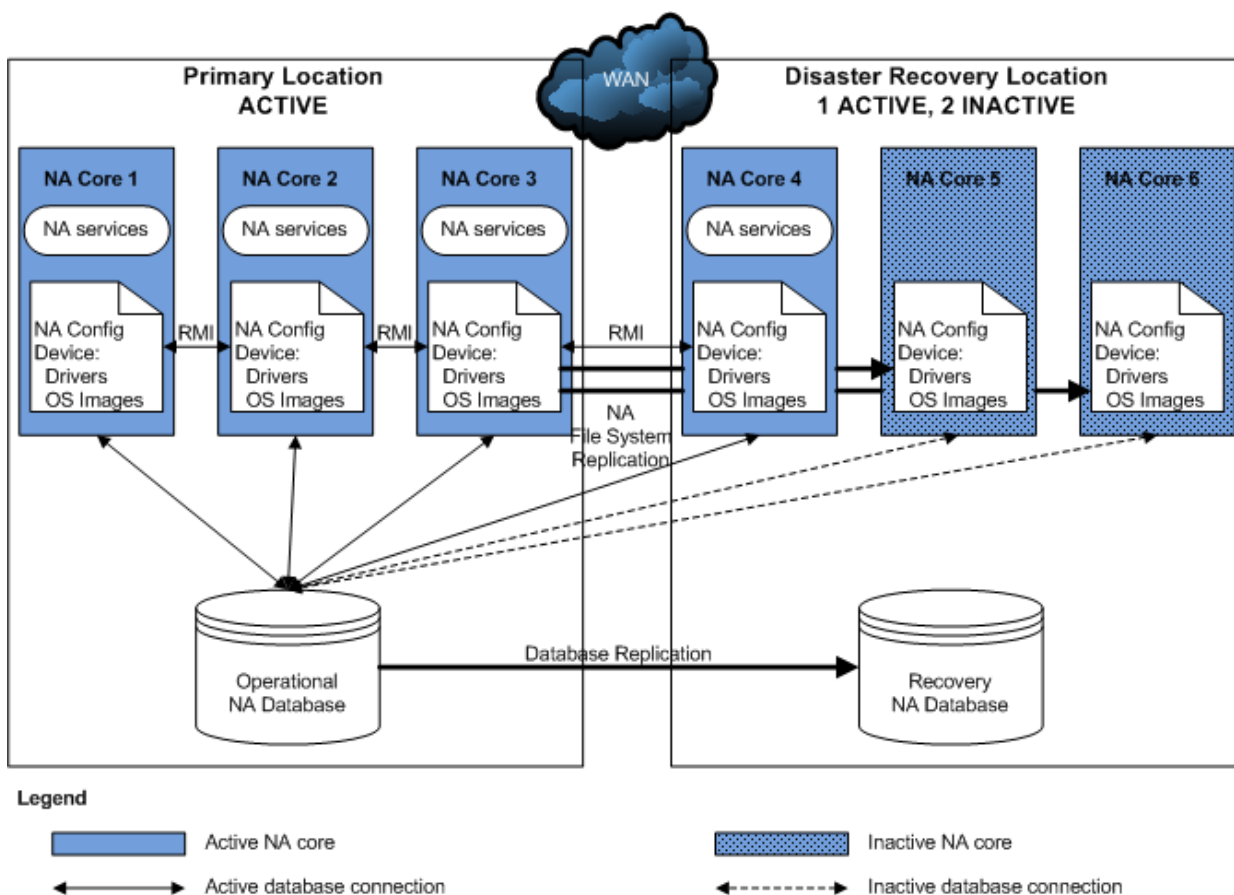 WAN
Primary Location
ACTIVE
Disaster Recovery Location
1 ACTIVE, 2 INACTIVE
NA Core 1
NA Core 2
NA Core 3
NA Core 4
NA Core 5
NA Core 6
NA services
NA services
NA services
NA services
NA Config
Device:
Drivers
OS Images
RMI
NA Config
Device:
Drivers
OS Images
RMI
NA Config
Device:
Drivers
OS Images
RMI
NA Config
Device:
Drivers
OS Images
NA Config
Device:
Drivers
OS Images
NA Config
Device:
Drivers
OS Images
NA
File System
Replication
Operational
NA Database
Database Replication
Recovery
NA Database
Legend
Active NA core
Inactive NA core
Active database connection
Inactive database connection